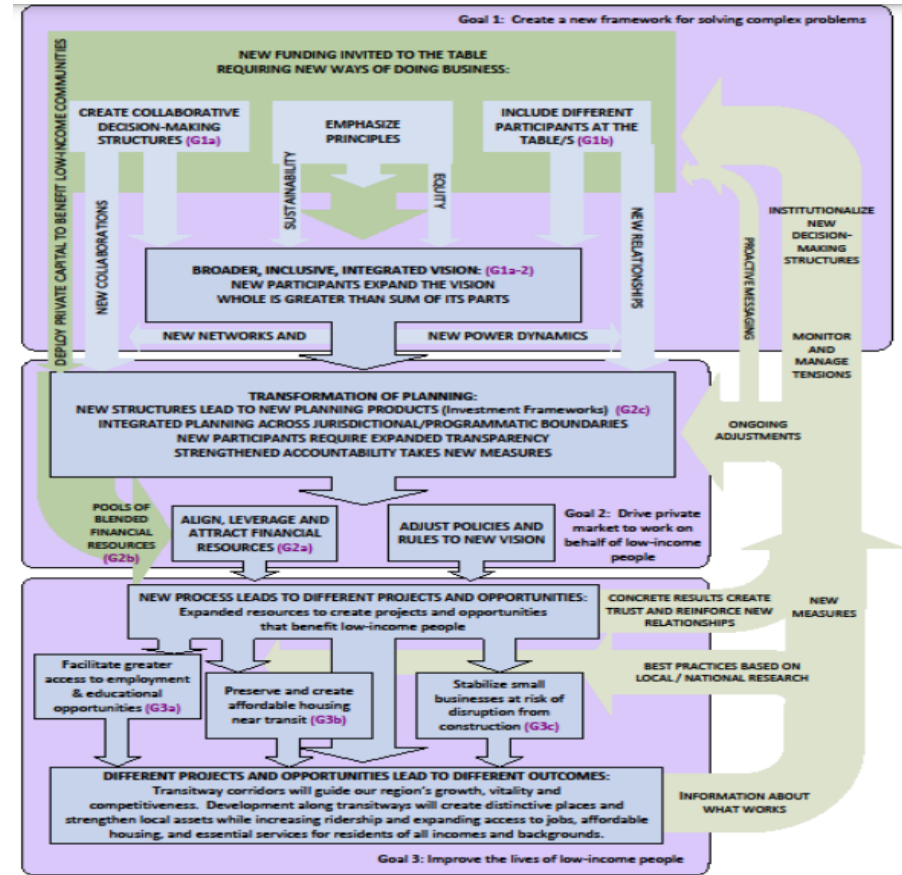 Goal 1: Create a new framework for solving complex problems
NEW FUNDING INVITED TO THE TABLE
REQUIRING NEW WAYS OF DOING BUSINESS:
DEPLOY PRIVATE CAPITAL TO BENEFIT LOW-INCOME COMMUNITIES
CREATE COLLABORATIVE
DECISION-MAKING
STRUCTURES (G1a)
EMPHASIZE
PRINCIPLES
INCLUDE DIFFERENT
PARTICIPANTS AT THE
TABLE/S (G1b)
NEW COLLABORATIONS
SUSTAINABILITY
EQUITY
NEW RELATIONSHIPS
PROACTIVE MESSAGING
INSTITUTIONALIZE
NEW
DECISION-
MAKING
STRUCTURES
BROADER, INCLUSIVE, INTEGRATED VISION: (G1a-2)
NEW PARTICIPANTS EXPAND THE VISION
WHOLE IS GREATER THAN SUM OF ITS PARTS
NEW NETWORKS AND
NEW POWER DYNAMICS
MONITOR
AND
MANAGE
TENSIONS
TRANSFORMATION OF PLANNING:
NEW STRUCTURES LEAD TO NEW PLANNING PRODUCTS (Investment Frameworks) (G2c)
INTEGRATED PLANNING ACROSS JURISDICTIONAL/PROGRAMMATIC BOUNDARIES
NEW PARTICIPANTS REQUIRE EXPANDED TRANSPARENCY
STRENGTHENED ACCOUNTABILITY TAKES NEW MEASURES
ONGOING
ADJUSTMENTS
POOLS OF
BLENDED
FINANCIAL
RESOURCES
(G2b)
ALIGN, LEVERAGE AND
ATTRACT FINANCIAL
RESOURCES (G2a)
ADJUST POLICIES AND
RULES TO NEW VISION
Goal 2: Drive private
market to work on
behalf of low-income
people
NEW PROCESS LEADS TO DIFFERENT PROJECTS AND OPPORTUNITIES:
Expanded resources to create projects and opportunities
that benefit low-income people
CONCRETE RESULTS CREATE
TRUST AND REINFORCE NEW
RELATIONSHIPS
NEW
MEASURES
BEST PRACTICES BASED ON
LOCAL / NATIONAL RESEARCH
Facilitate greater
access to employment
& educational
opportunities (G3a)
Preserve and create
affordable housing
near transit (G3b)
Stabilize small
businesses at risk of
disruption from
construction (G3c)
DIFFERENT PROJECTS AND OPPORTUNITIES LEAD TO DIFFERENT OUTCOMES:
Transitway corridors will guide our region's growth, vitality and
competitiveness. Development along transitways will create distinctive places and
strengthen local assets while increasing ridership and expanding access to jobs, affordable
housing, and essential services for residents of all incomes and backgrounds.
INFORMATION ABOUT
WHAT WORKS
Goal 3: Improve the lives of low-income people